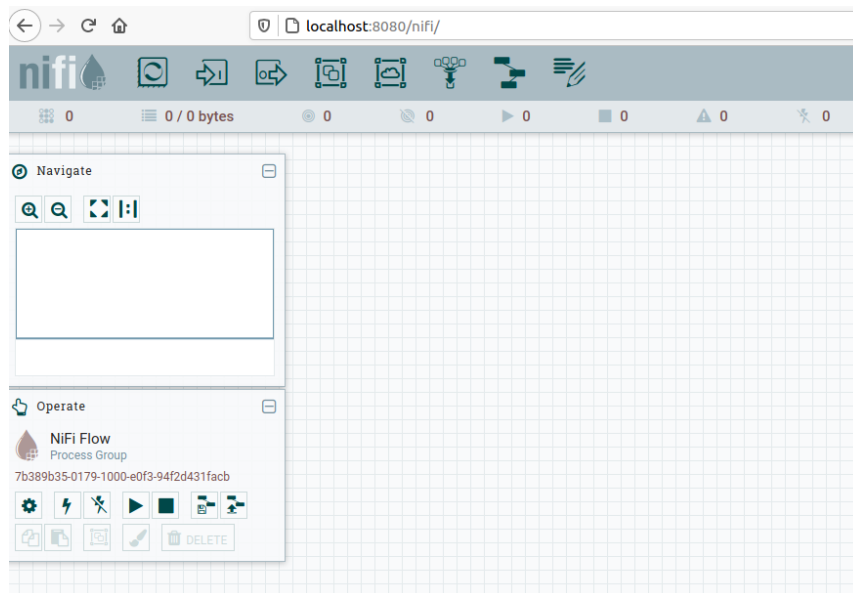 localhost:8080/nifi/
nifi
0 0 / 0 bytes 0 0 0 0 0 0
Navigate
Operate
NiFi Flow
Process Group
7b389b35-0179-1000-e0f3-94f2d431facb
DELETE